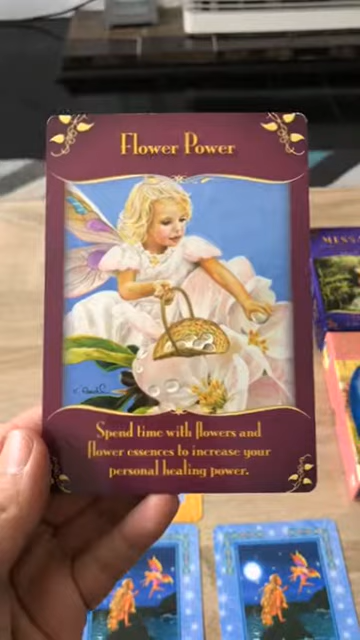 Flower Power
Spend time with flowers and
flower essences to increase your
personal healing power.